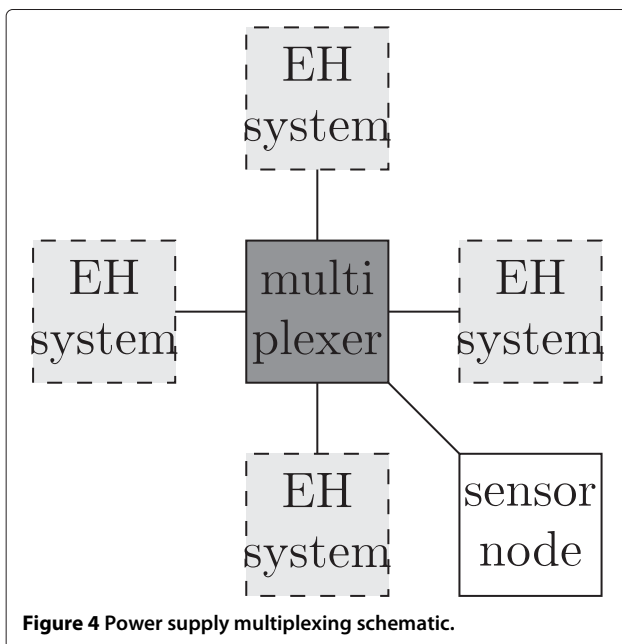 EH
system
EH
system
multi
plexer
EH
system
EH
system
sensor
node
Figure 4 Power supply multiplexing schematic.